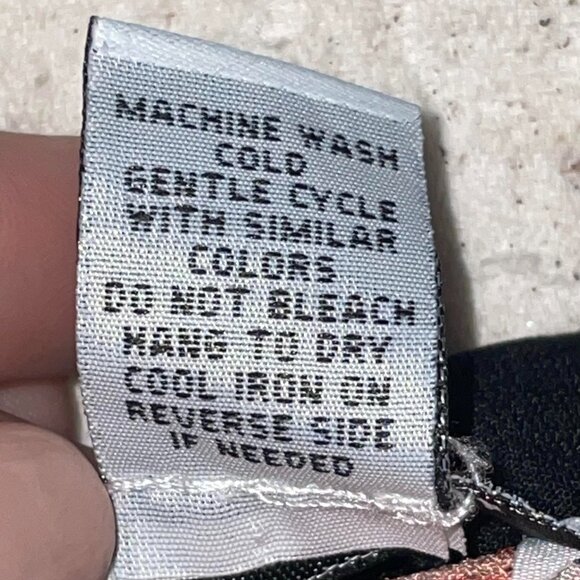 MACHINE WASH
COLD
GENTLE CYCLE
WITH SIMILAR
COLORS
DO NOT BLEACH
HANG TO DRY
COOL IRON ON
REVERSE SIDE
IF NEEDED